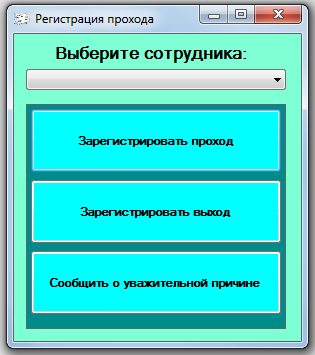 Регистрация прохода
Выберите сотрудника:
Зарегистрировать проход
Зарегистрировать выход
Сообщить о уважительной причине